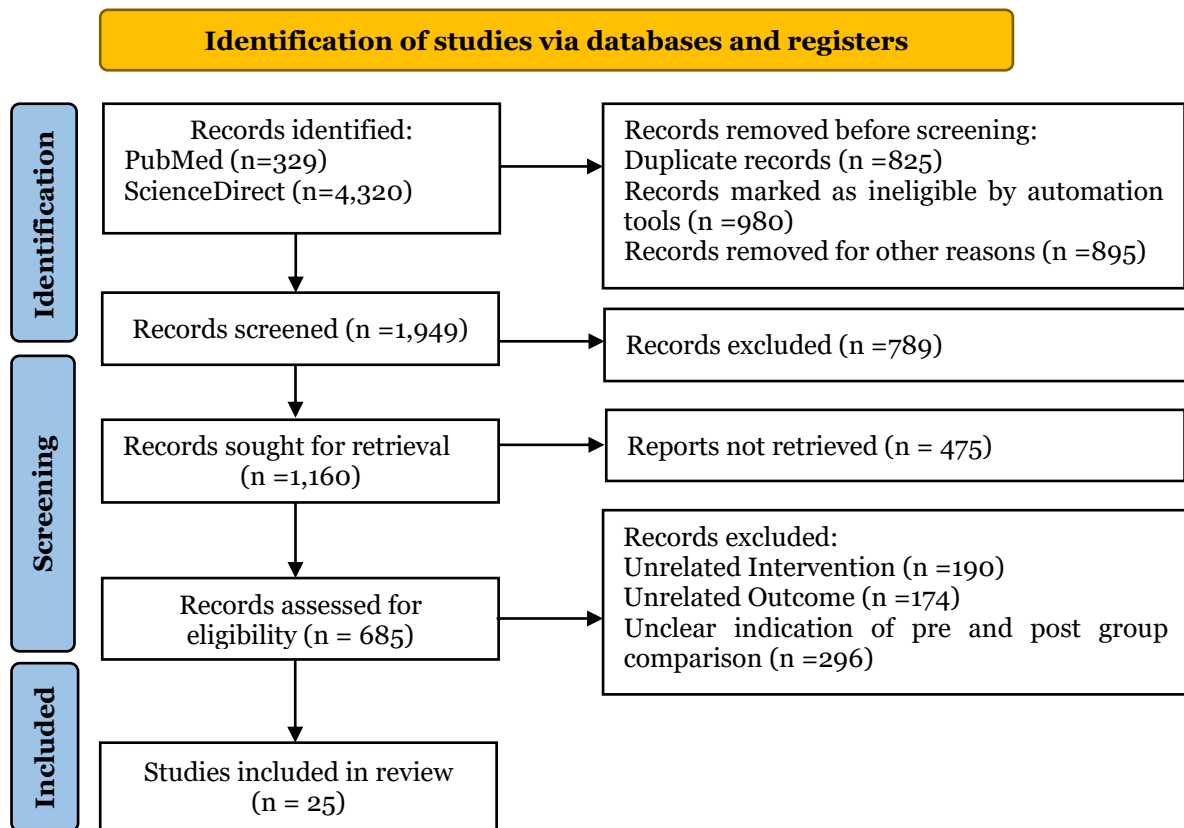 Identification of studies via databases and registers
Identification
Records identified:
PubMed (n=329)
ScienceDirect (n=4,320)
Records removed before screening:
Duplicate records (n =825)
Records marked as ineligible by automation
tools (n =980)
Records removed for other reasons (n =895)
Records screened (n =1,949)
Records excluded (n =789)
Screening
Records sought for retrieval
(n =1,160)
Reports not retrieved (n = 475)
Records assessed for
eligibility (n = 685)
Records excluded:
Unrelated Intervention (n =190)
Unrelated Outcome (n =174)
Unclear indication of pre and post group
comparison (n =296)
Included
Studies included in review
(n = 25)